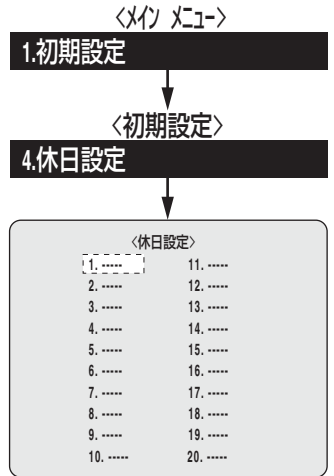 〈メイン メニュー〉
1.初期設定
〈初期設定〉
4.休日設定
〈休日設定〉
1. ----- 11. -----
2. ----- 12. -----
3. ----- 13. -----
4. ----- 14. -----
5. ----- 15. -----
6. ----- 16. -----
7. ----- 17. -----
8. ----- 18. -----
9. ----- 19. -----
10. ----- 20. -----